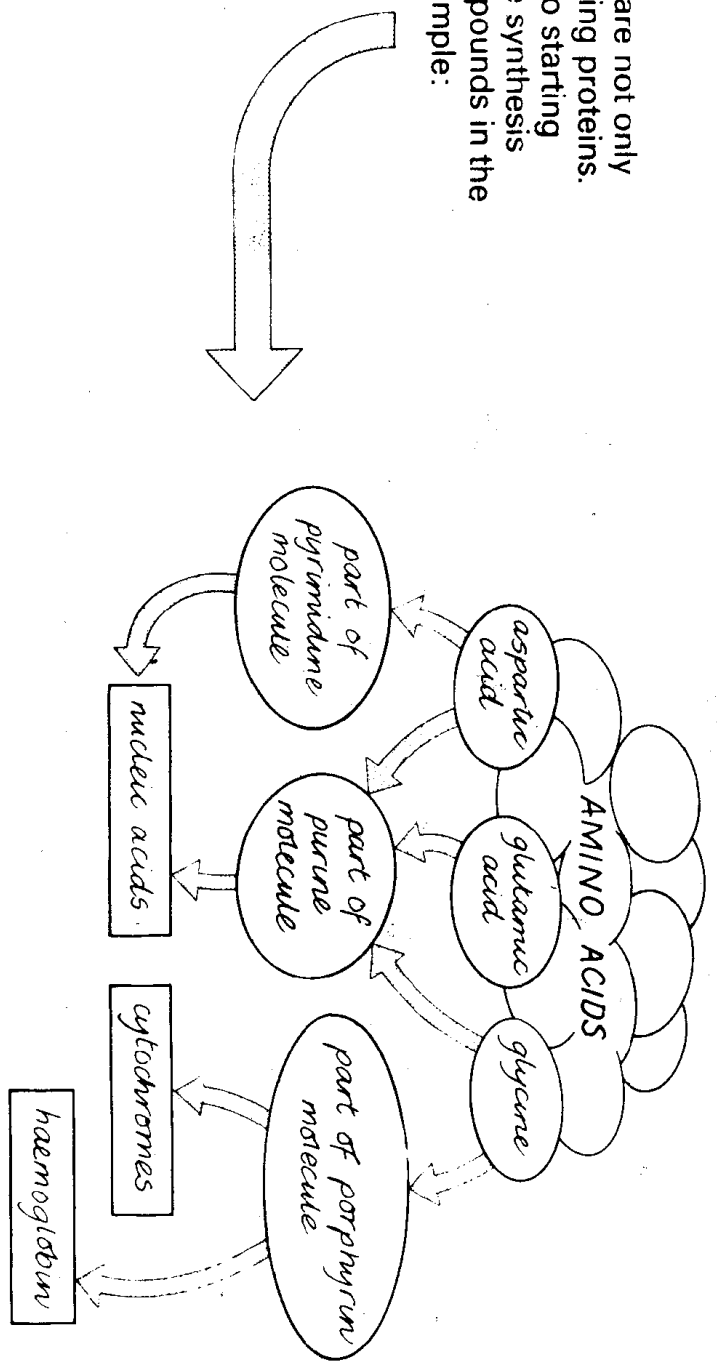 are not only
ing proteins.
o starting
synthesis
pounds in the
mple:
AMINO ACIDS
aspartic
acid
glutamic
acid
glycine
part of
pyrimidine
molecule
part of
purine
molecule
part of porphyrin
molecule
nucleic acids
cytochromes
haemoglobin